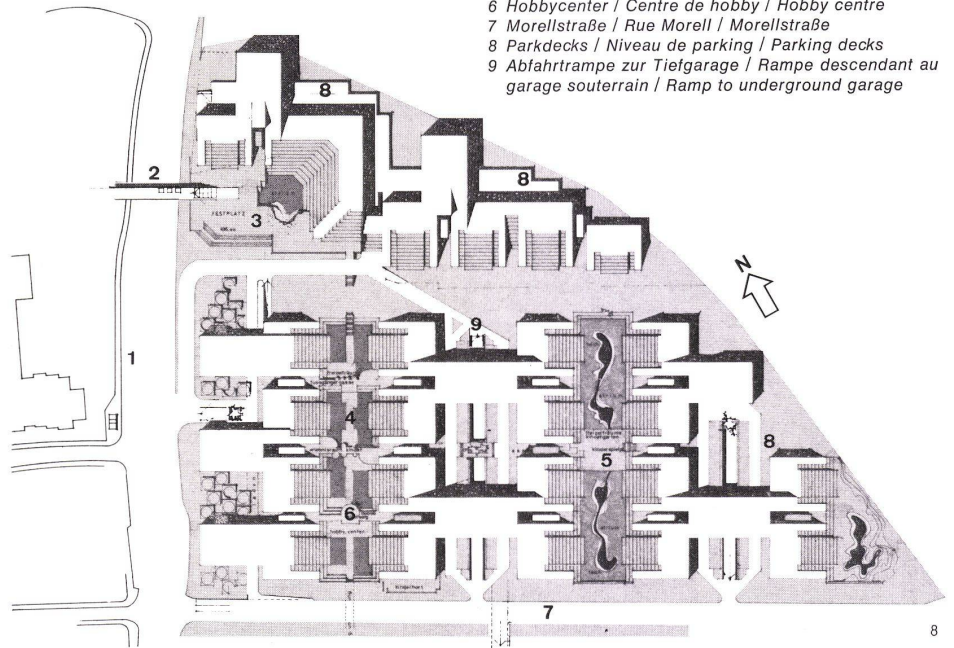 6 Hobbycenter / Centre de hobby / Hobby centre
7 Morellstraße / Rue Morell / Morellstraße
8 Parkdecks / Niveau de parking / Parking decks
9 Abfahrtrampe zur Tiefgarage / Rampe descendant au
garage souterrain / Ramp to underground garage
8
8
2
3
FESTPLATZ
N
9
1
4
8
5
6
hobby center
7
8